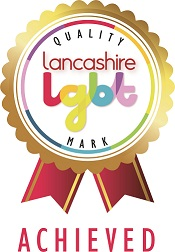 QUALITY
lancashire
lgbt
MARK
ACHIEVED